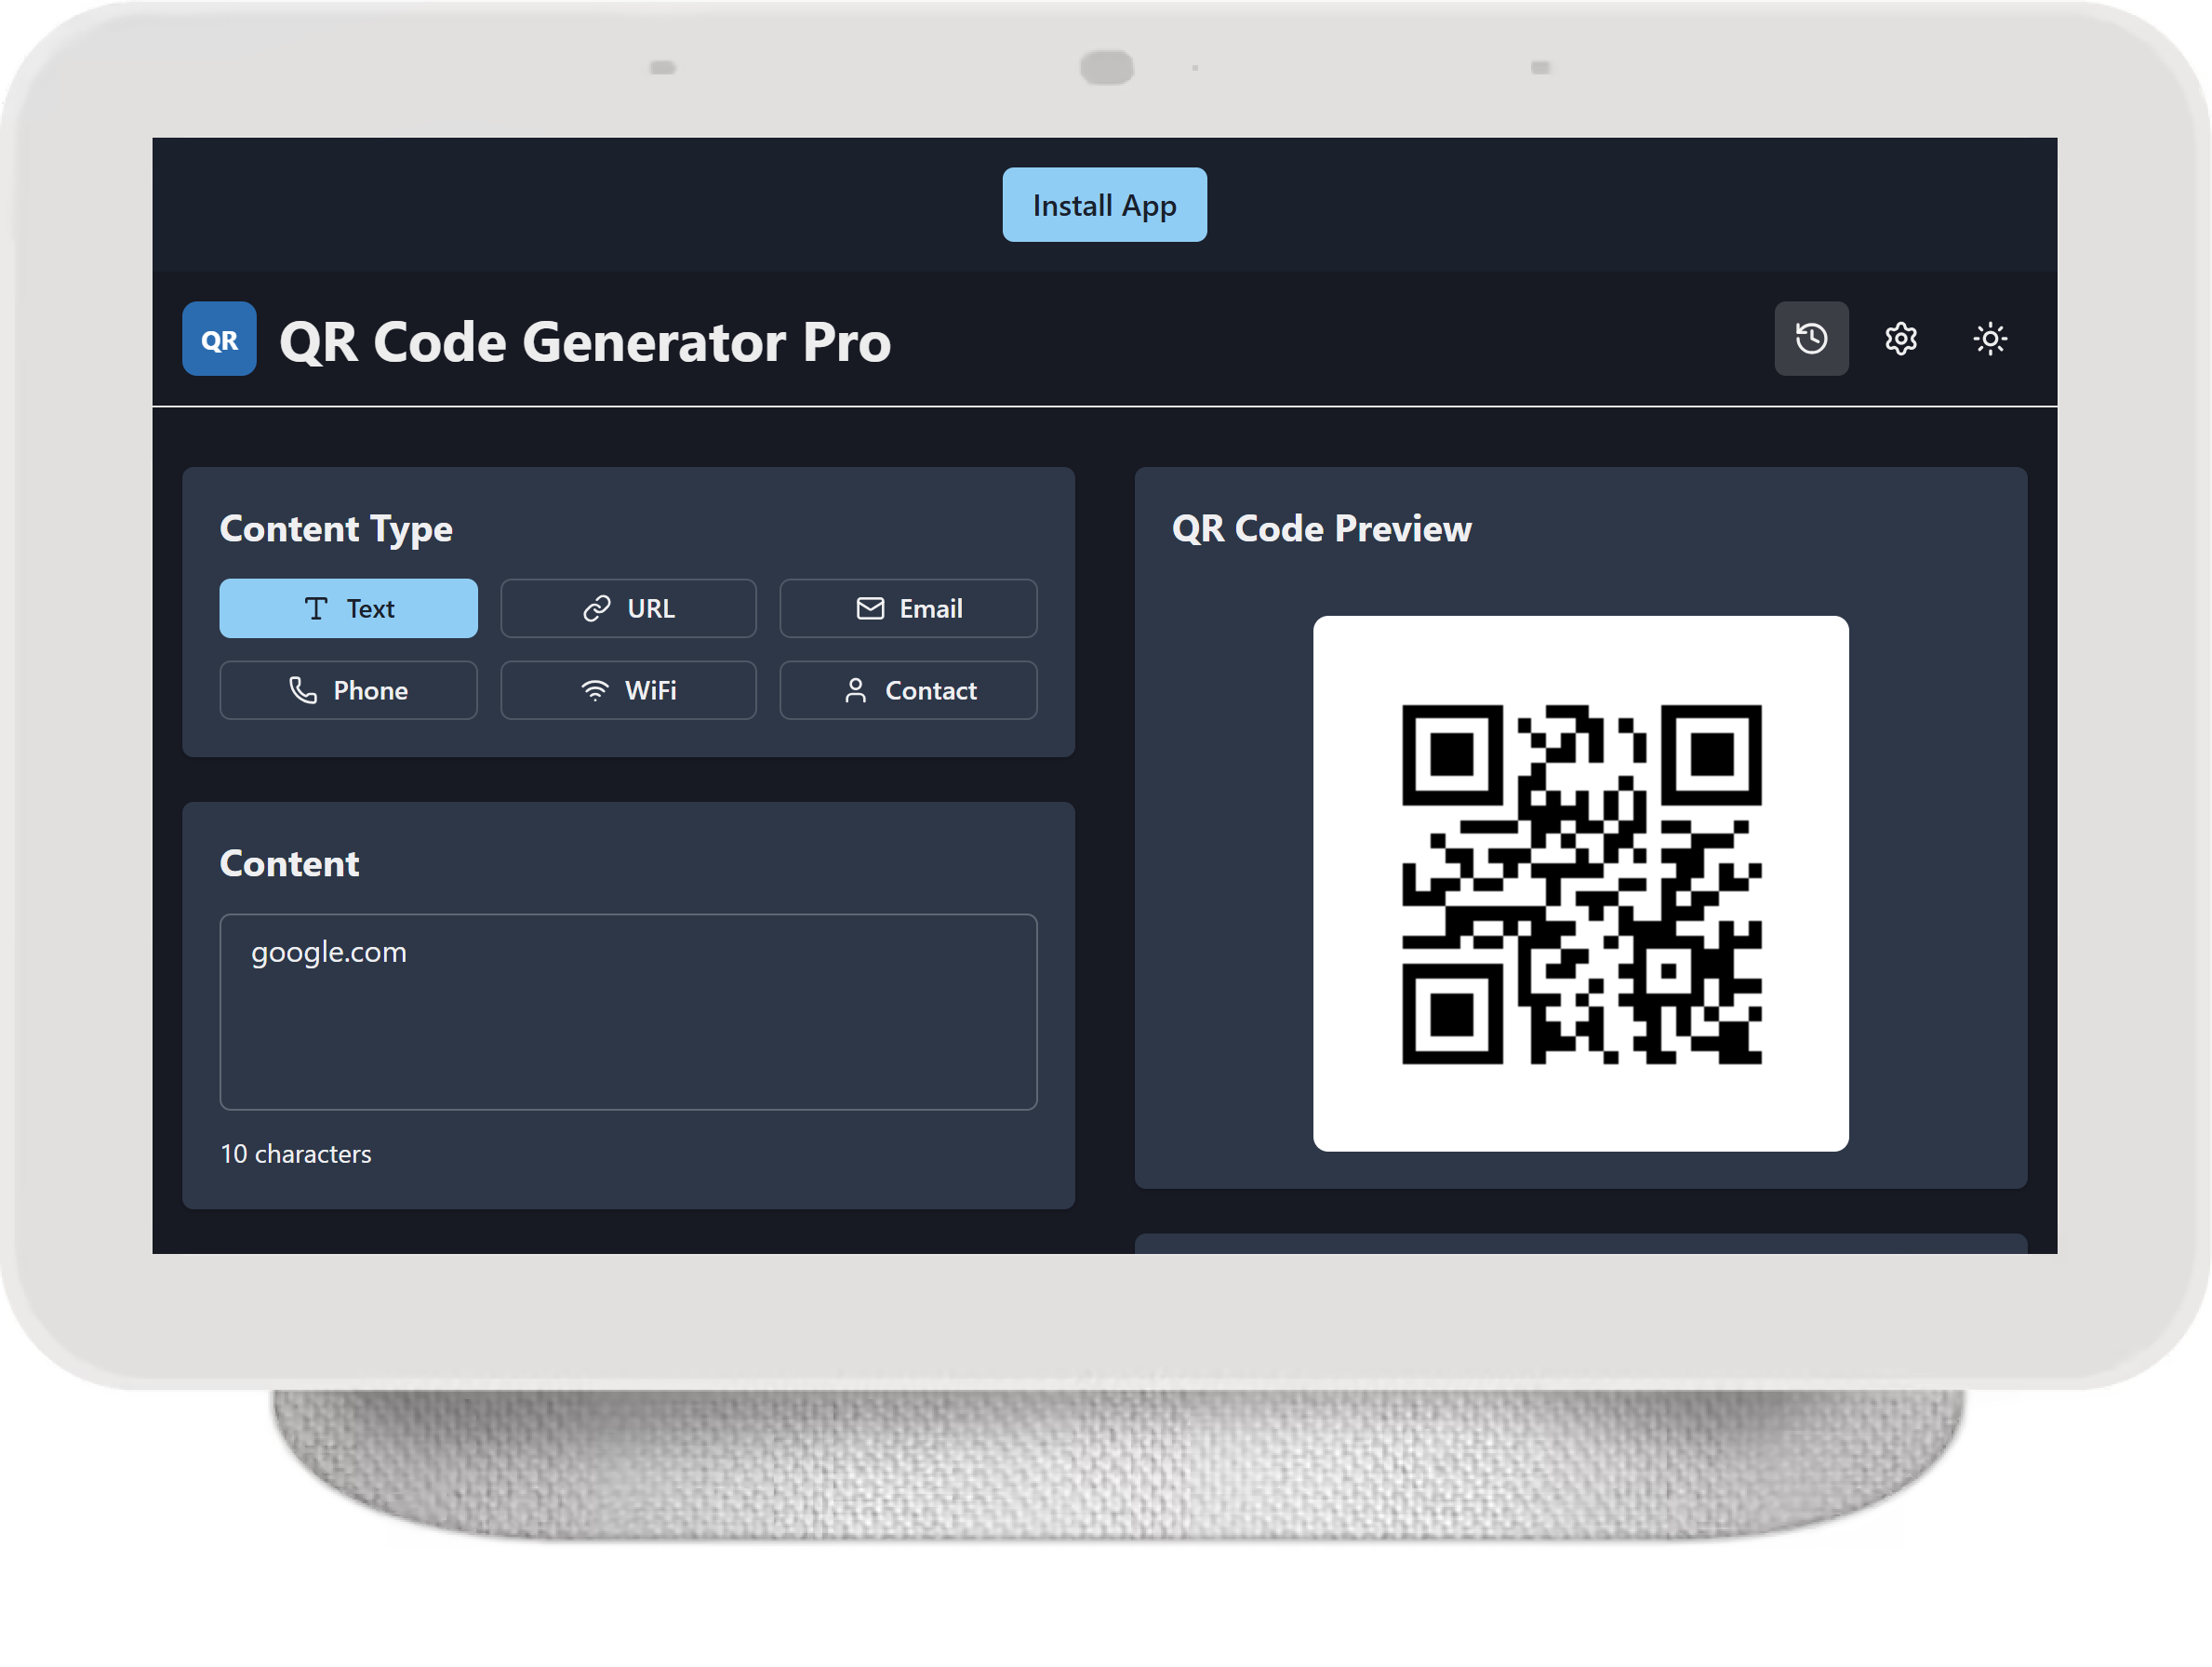 Install App
QR
QR Code Generator Pro
Content Type
Text
URL
Email
Phone
WiFi
Contact
Content
google.com
10 characters
QR Code Preview